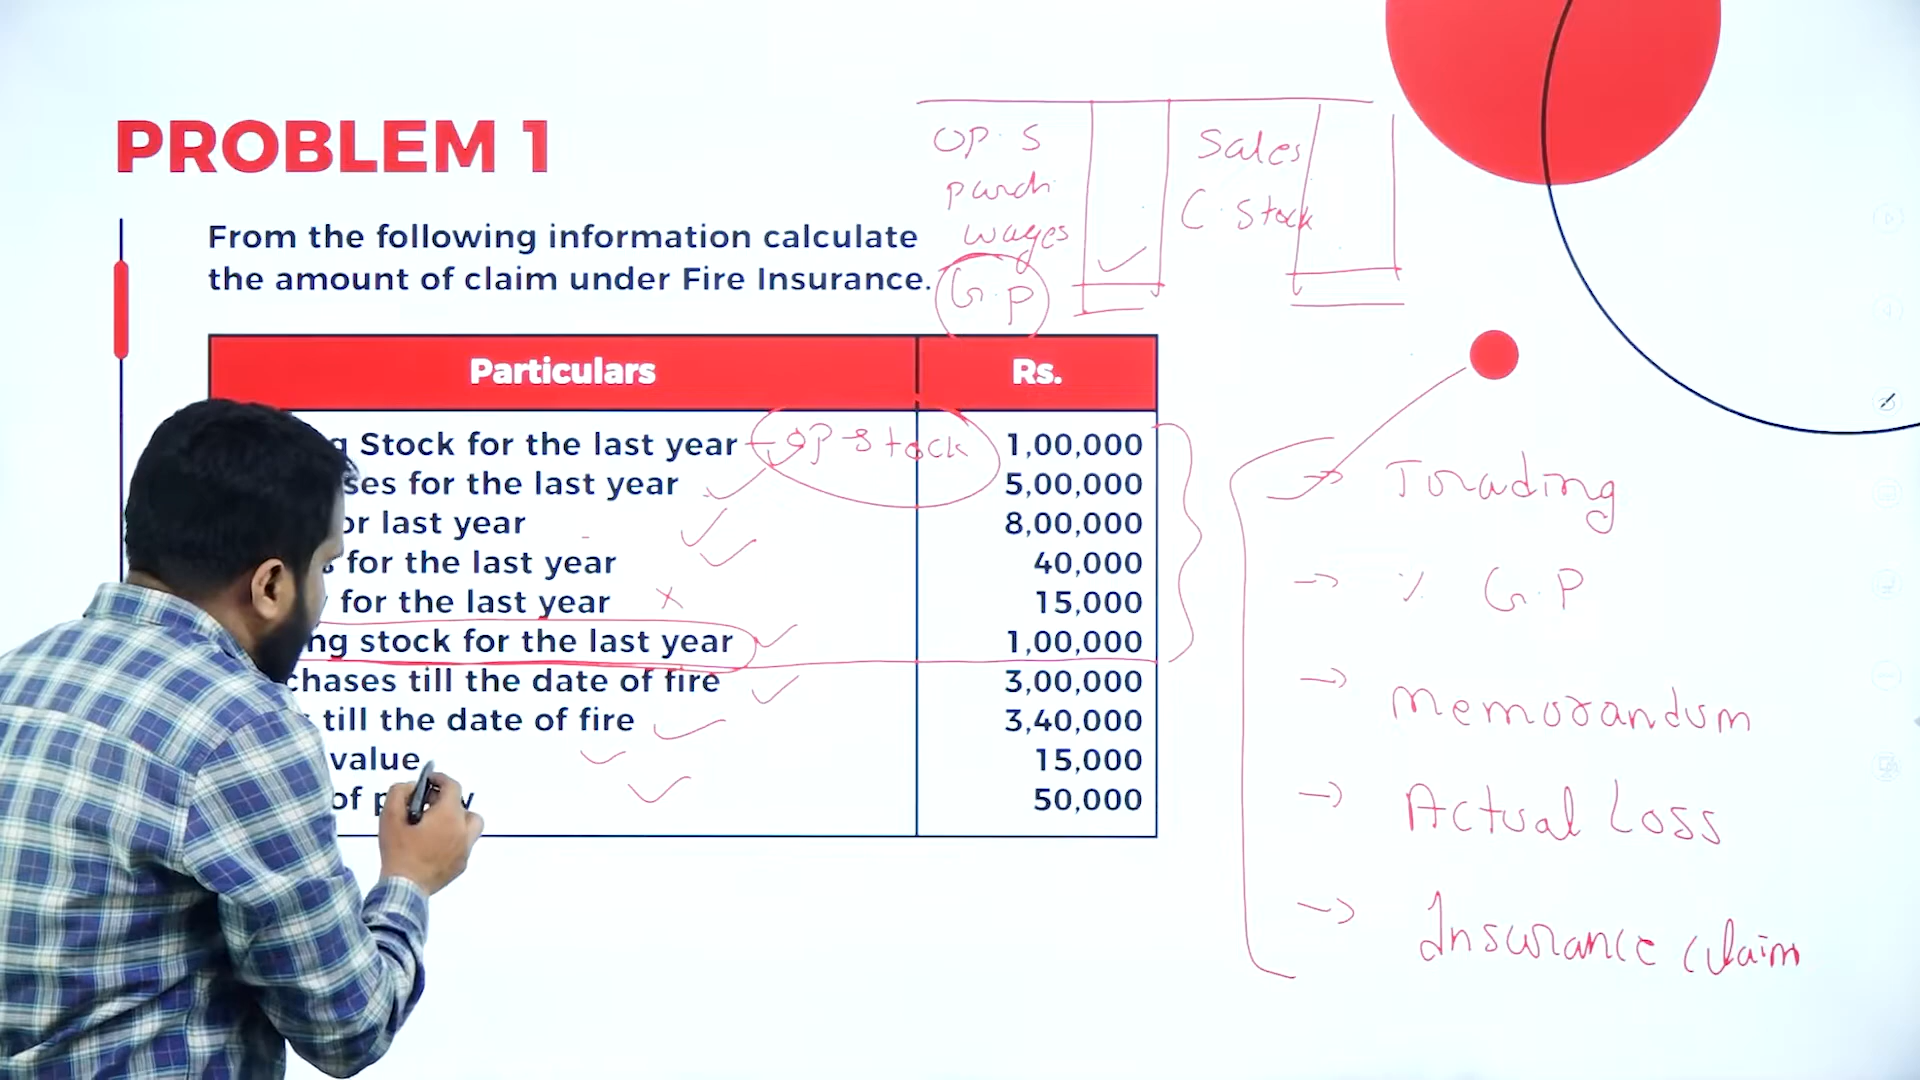 PROBLEM 1
From the following information calculate
the amount of claim under Fire Insurance.
OP.S
purch
wages
G.P
Sales
C.Stock
Particulars Rs.
Stock for the last year OP Stock 1,00,000
for the last year 5,00,000
last year 8,00,000
for the last year 40,000
for the last year × 15,000
stock for the last year 1,00,000
till the date of fire 3,00,000
till the date of fire 3,40,000
value 15,000
of 50,000
→ Trading
→ % G.P
→ Memorandum
→ Actual Loss
→ Insurance claim